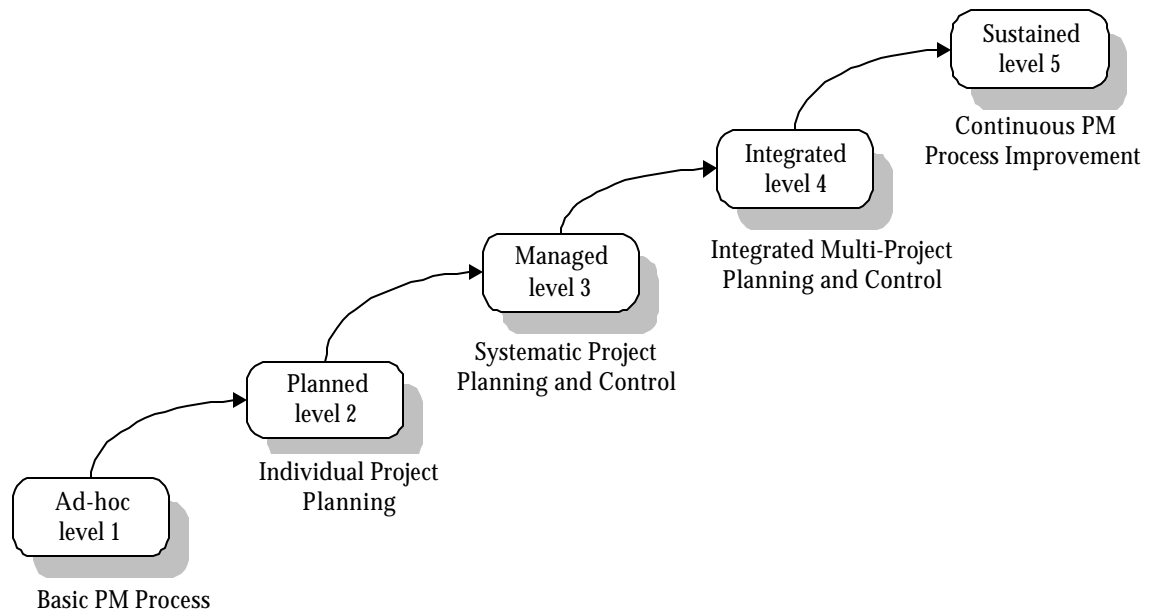 Sustained
level 5
Continuous PM
Process Improvement
Integrated
level 4
Integrated Multi-Project
Planning and Control
Managed
level 3
Systematic Project
Planning and Control
Planned
level 2
Individual Project
Planning
Ad-hoc
level 1
Basic PM Process